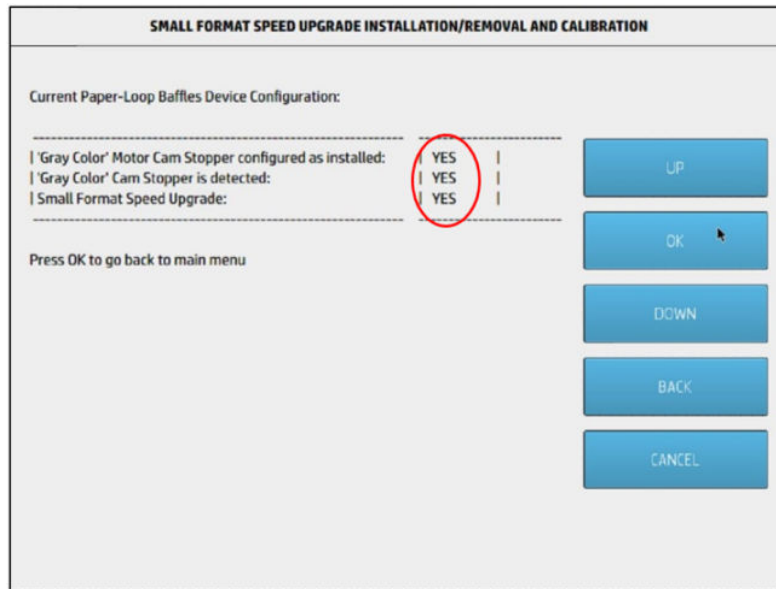 SMALL FORMAT SPEED UPGRADE INSTALLATION/REMOVAL AND CALIBRATION
Current Paper-Loop Baffles Device Configuration:
---------------------------------------------------------------- -------------------------
| 'Gray Color' Motor Cam Stopper configured as installed: | YES |
| 'Gray Color' Cam Stopper is detected: | YES |
| Small Format Speed Upgrade: | YES |
---------------------------------------------------------------- -------------------------
Press OK to go back to main menu
UP
OK
DOWN
BACK
CANCEL